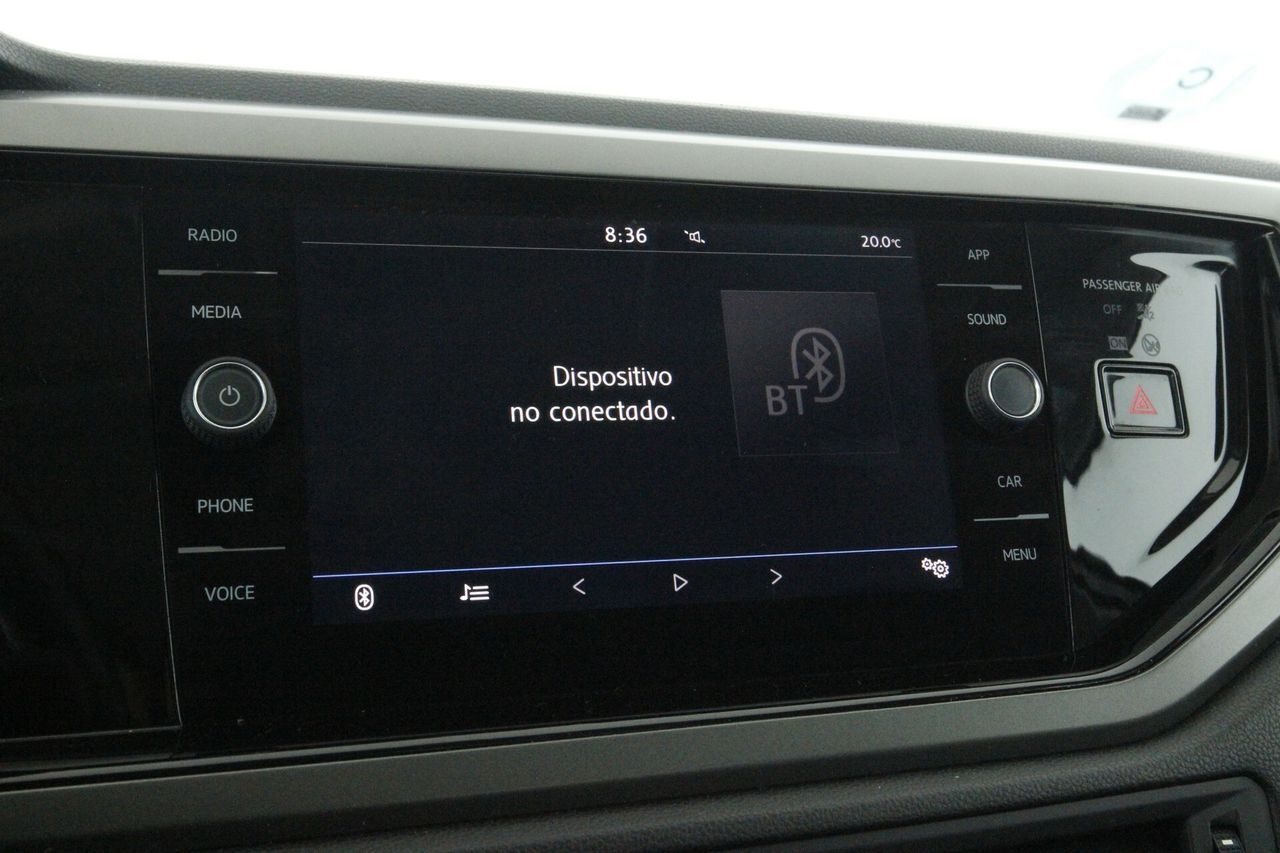 RADIO
MEDIA
PHONE
VOICE
8:36
20.0°C
Dispositivo
no conectado.
BT
APP
SOUND
CAR
MENU
PASSENGER
OFF
ON
C